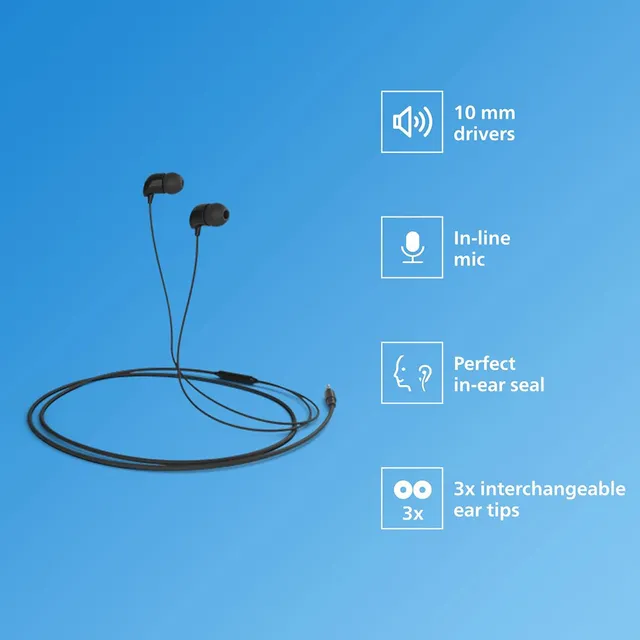 10 mm
drivers
In-line
mic
Perfect
in-ear seal
3x
3x interchangeable
ear tips